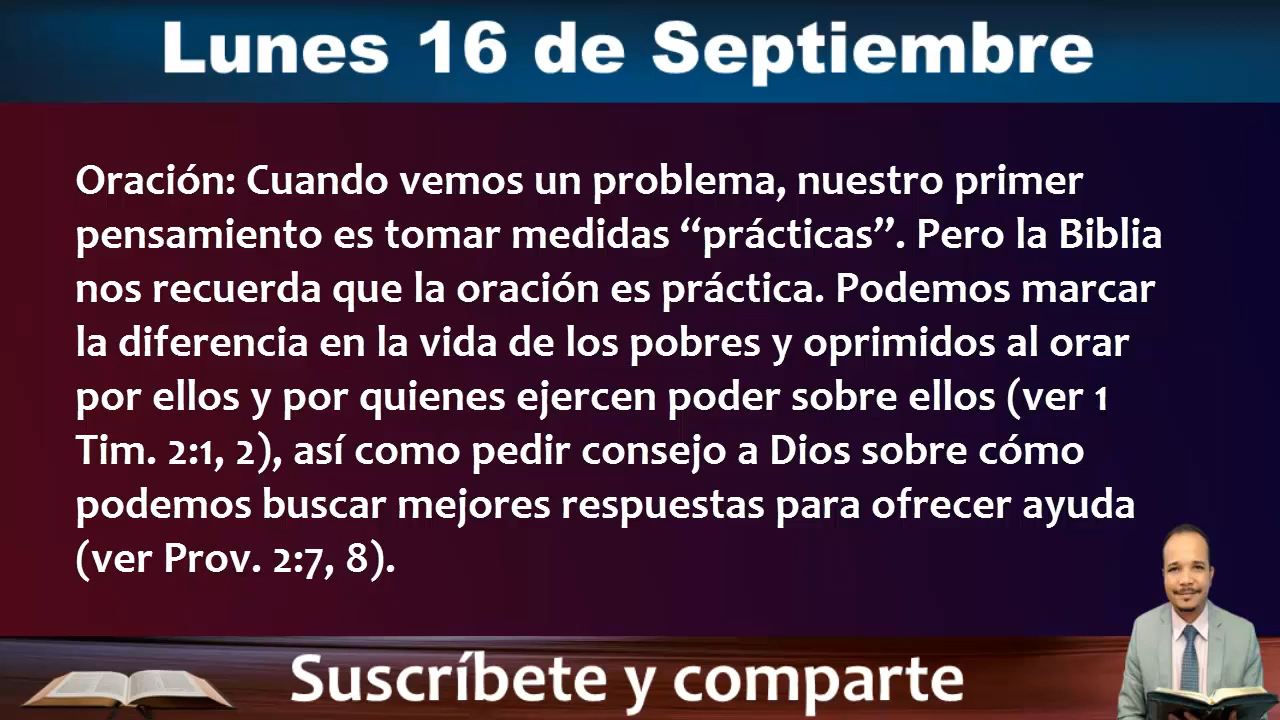 Lunes 16 de Septiembre
Oración: Cuando vemos un problema, nuestro primer
pensamiento es tomar medidas “prácticas”. Pero la Biblia
nos recuerda que la oración es práctica. Podemos marcar
la diferencia en la vida de los pobres y oprimidos al orar
por ellos y por quienes ejercen poder sobre ellos (ver 1
Tim. 2:1, 2), así como pedir consejo a Dios sobre cómo
podemos buscar mejores respuestas para ofrecer ayuda
(ver Prov. 2:7, 8).
Suscríbete y comparte